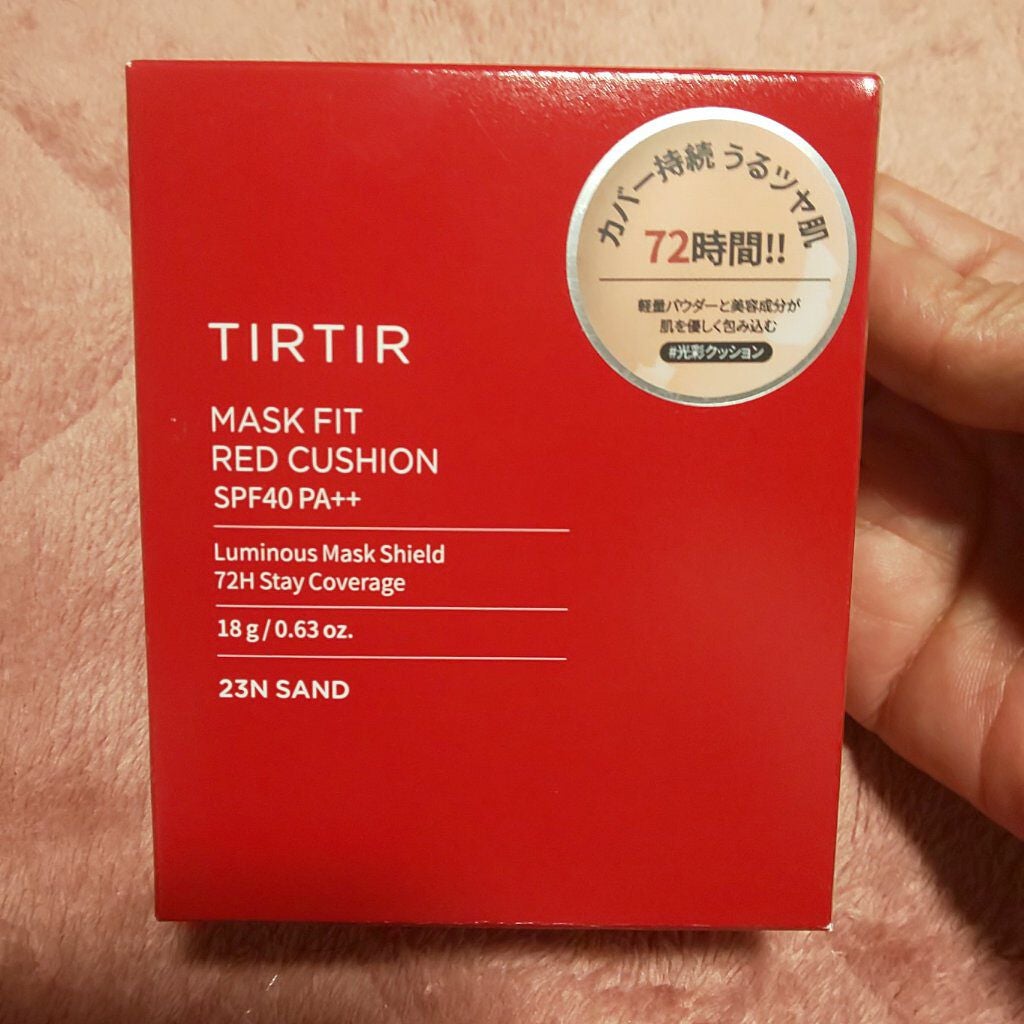 カバー持続 うるツヤ肌
72時間!!
軽量パウダーと美容成分が
肌を優しく包み込む
#光彩クッション
TIRTIR
MASK FIT
RED CUSHION
SPF40 PA++
Luminous Mask Shield
72H Stay Coverage
18 g / 0.63 oz.
23N SAND